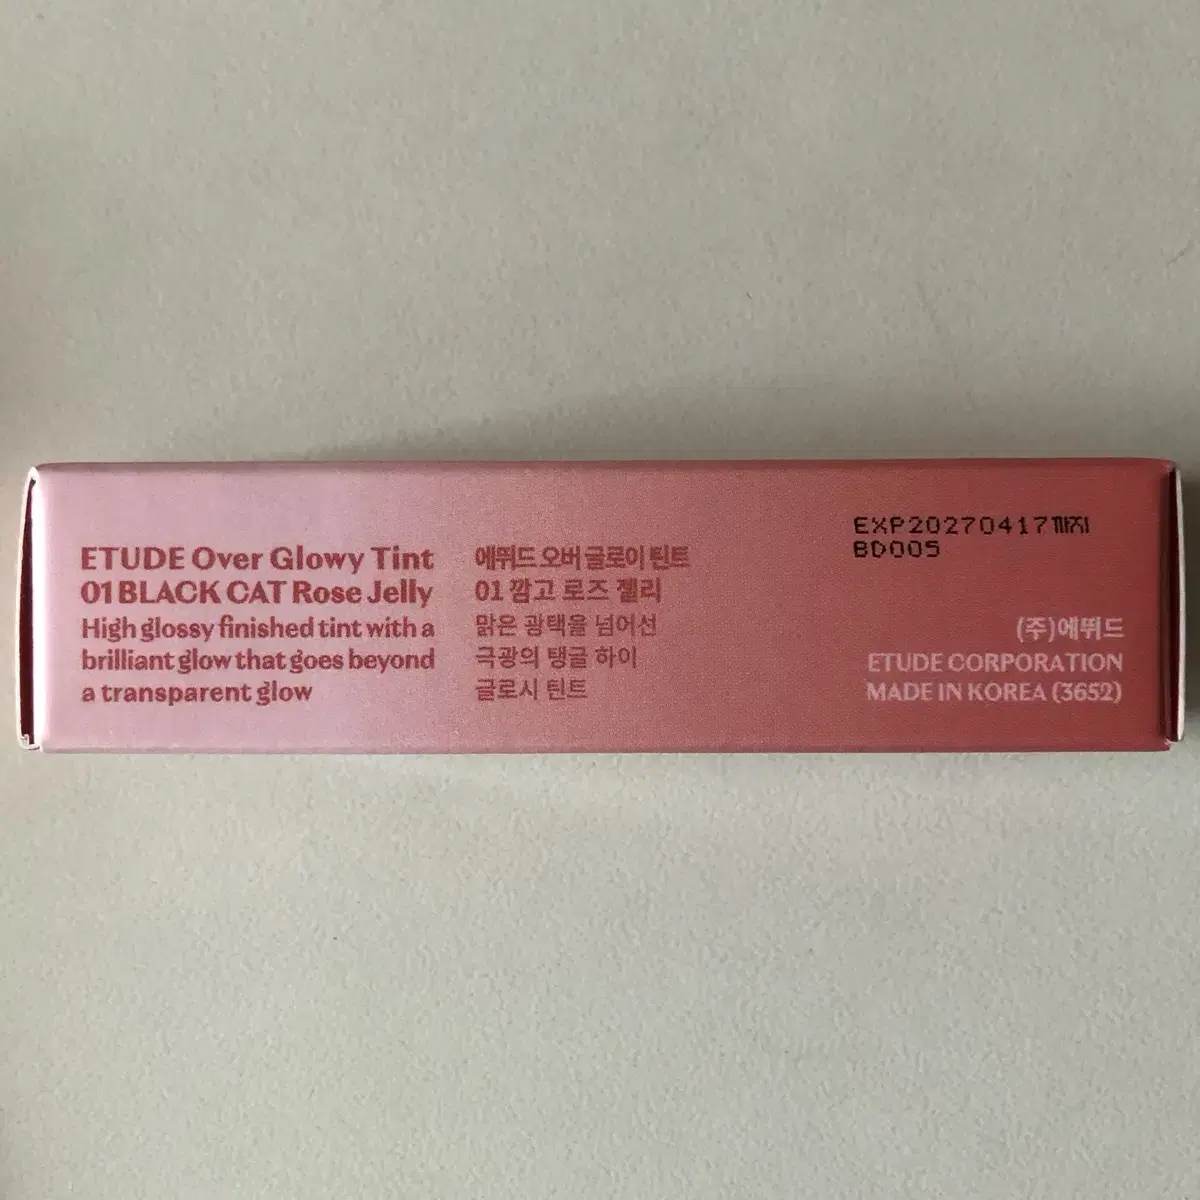 ETUDE Over Glowy Tint
01 BLACK CAT Rose Jelly
High glossy finished tint with a
brilliant glow that goes beyond
a transparent glow
에뛰드 오버 글로이 틴트
01 깜고 로즈 젤리
맑은 광택을 넘어선
극광의 탱글 하이
글로시 틴트
EXP20270417까지
BD005
(주)에뛰드
ETUDE CORPORATION
MADE IN KOREA (3652)